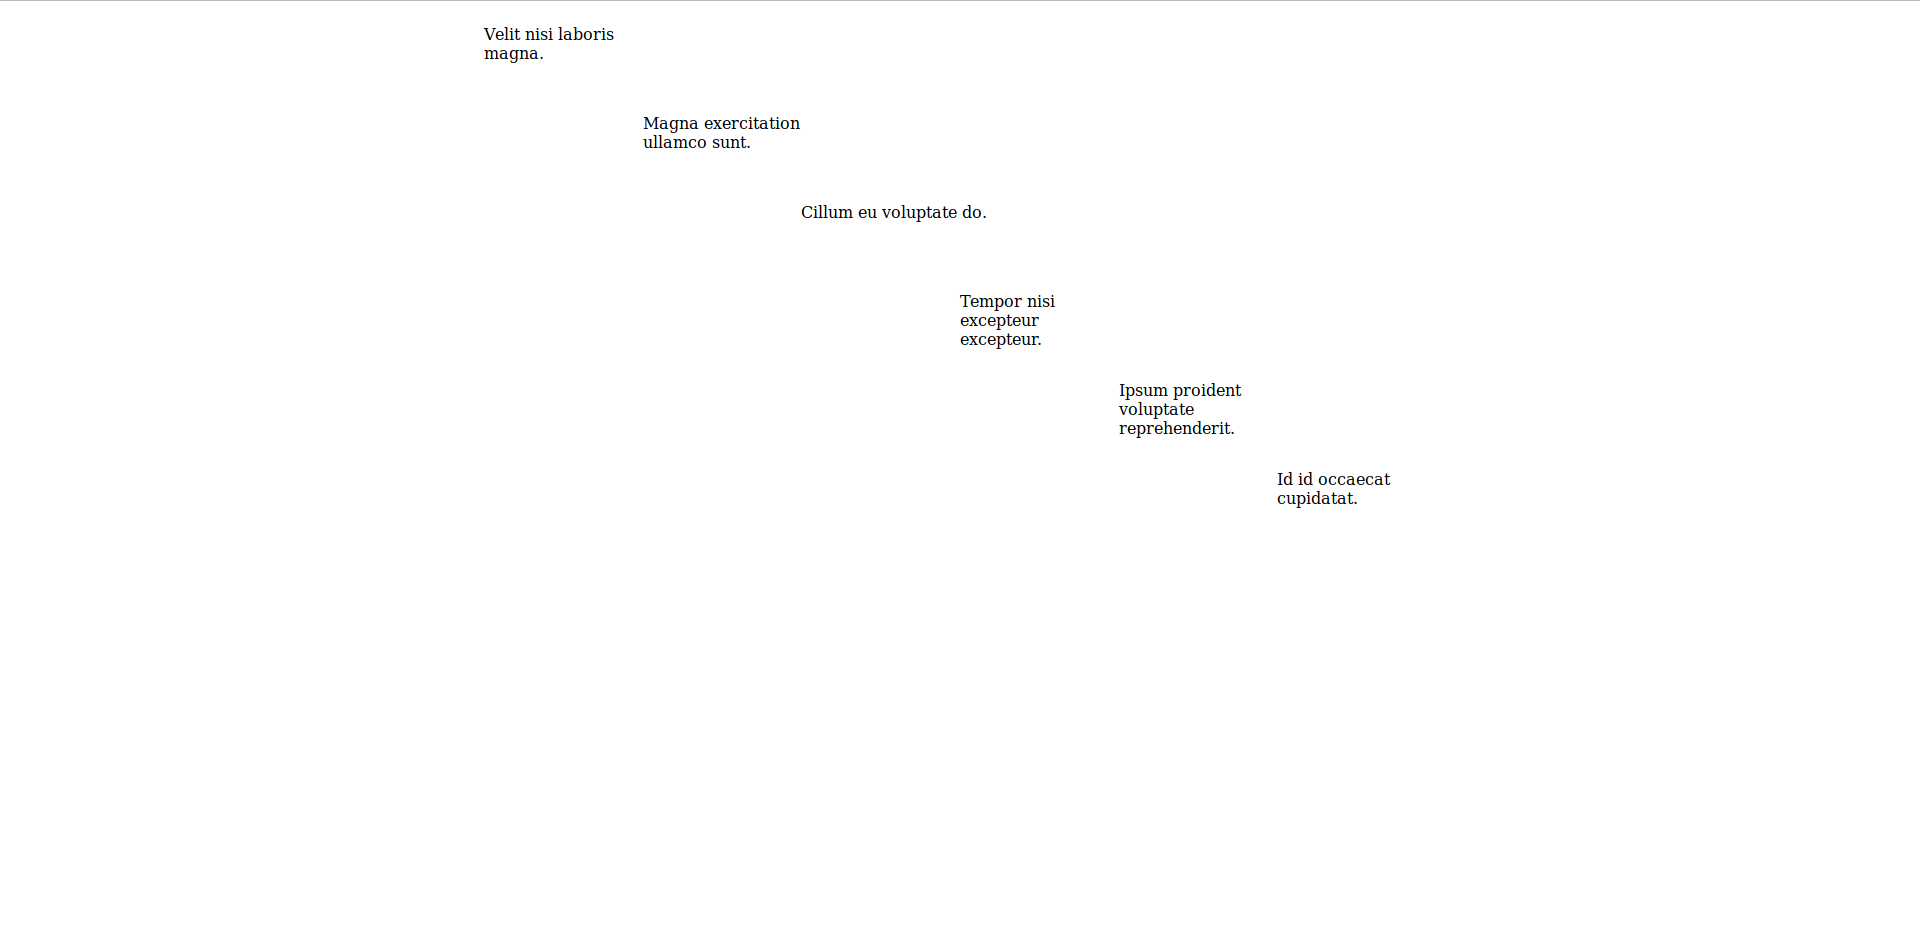 Velit nisi laboris
magna.
Magna exercitation
ullamco sunt.
Cillum eu voluptate do.
Tempor nisi
excepteur
excepteur.
Ipsum proident
voluptate
reprehenderit.
Id id occaecat
cupidatat.